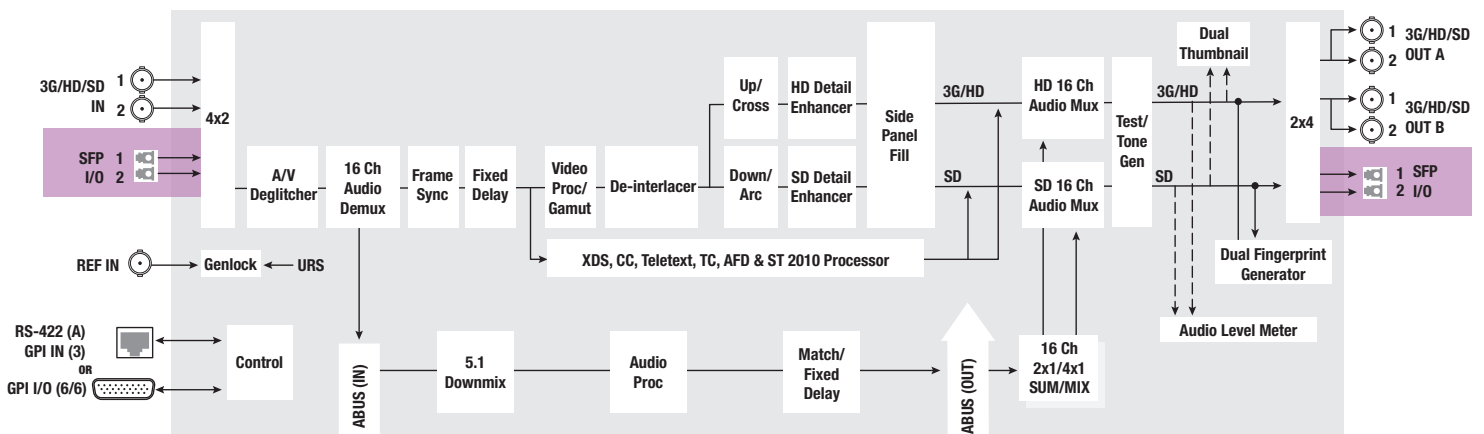 3G/HD/SD 1
IN 2
SFP 1
I/O 2
4x2
A/V
Deglitcher
16 Ch
Audio
Demux
Frame
Sync
Fixed
Delay
Video
Proc/
Gamut
De-interlacer
Up/
Cross
HD Detail
Enhancer
Down/
Arc
SD Detail
Enhancer
Side
Panel
Fill
3G/HD
SD
HD 16 Ch
Audio Mux
SD 16 Ch
Audio Mux
Test/
Tone
Gen
3G/HD
SD
Dual
Thumbnail
2x4
1 3G/HD/SD
2 OUT A
1 3G/HD/SD
2 OUT B
1 SFP
2 I/O
REF IN
Genlock
URS
XDS, CC, Teletext, TC, AFD & ST 2010 Processor
Dual Fingerprint
Generator
Audio Level Meter
RS-422 (A)
GPI IN (3)
OR
GPI I/O (6/6)
Control
ABUS (IN)
5.1
Downmix
Audio
Proc
Match/
Fixed
Delay
ABUS (OUT)
16 Ch
2x1/4x1
SUM/MIX